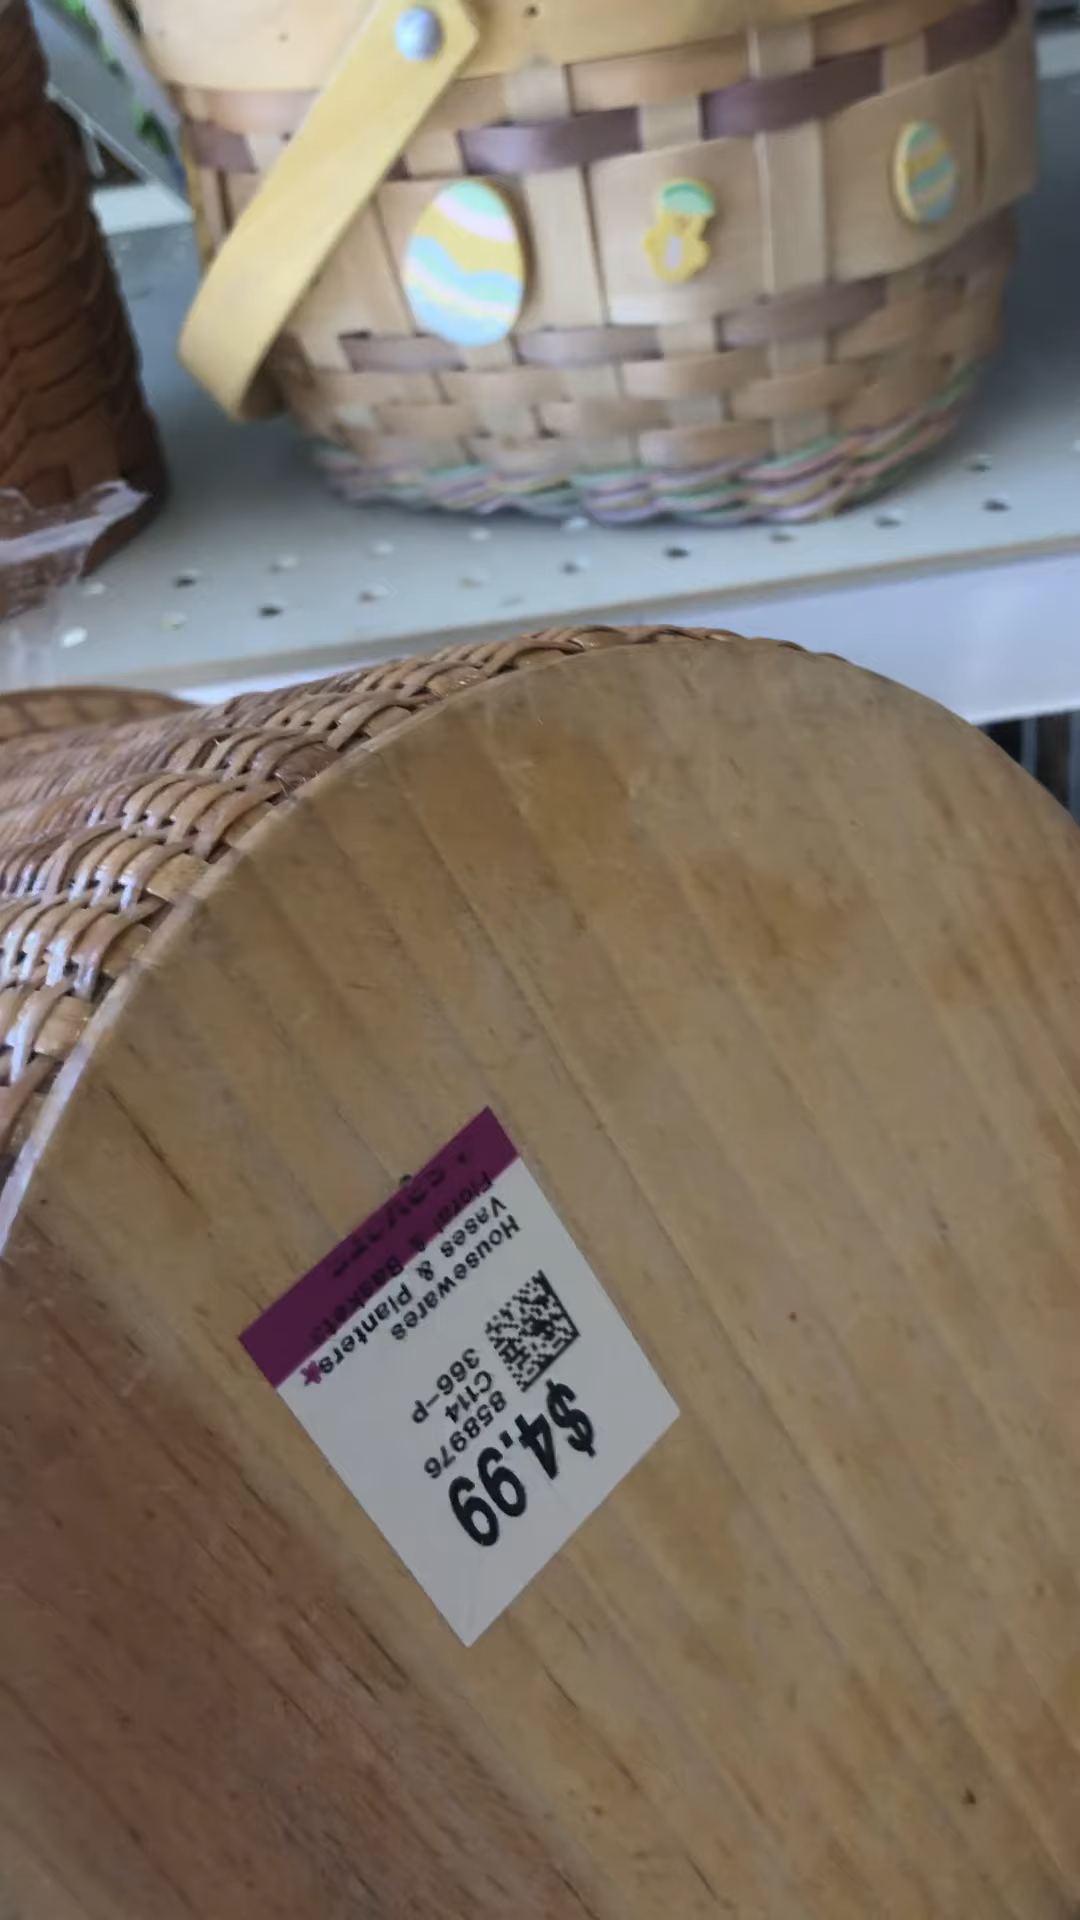 Housewares
Vases & Planters
Floral & Baskets
366-P
C114
858976
$4.99